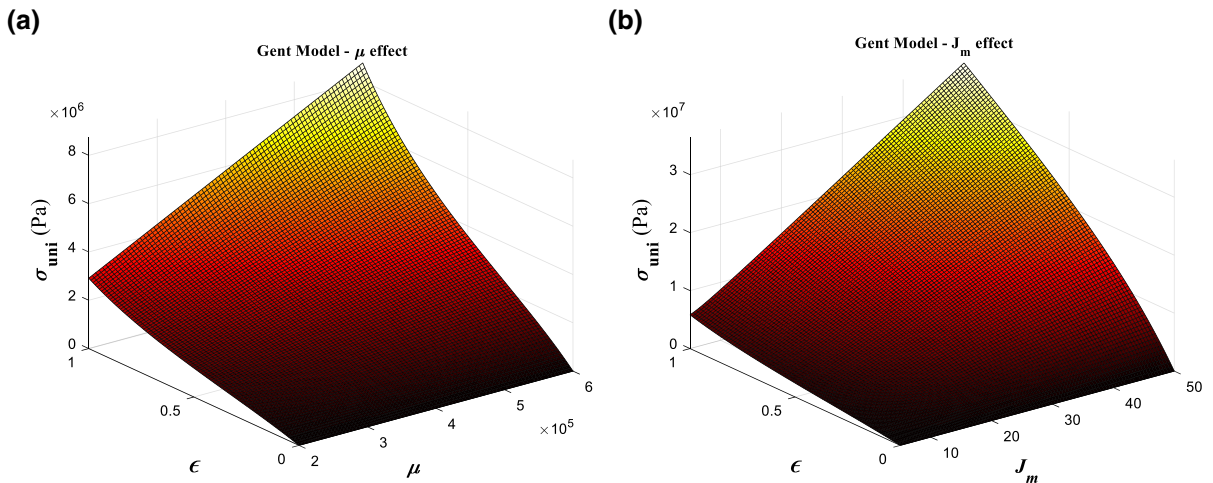 (a)
Gent Model - μ effect
×10⁶
8
6
4
2
0
σ_uni (Pa)
1
0.5
0
ϵ
2
3
4
5
6
×10⁵
μ
(b)
Gent Model - J_m effect
×10⁷
3
2
1
0
σ_uni (Pa)
1
0.5
0
ϵ
10
20
30
40
50
J_m